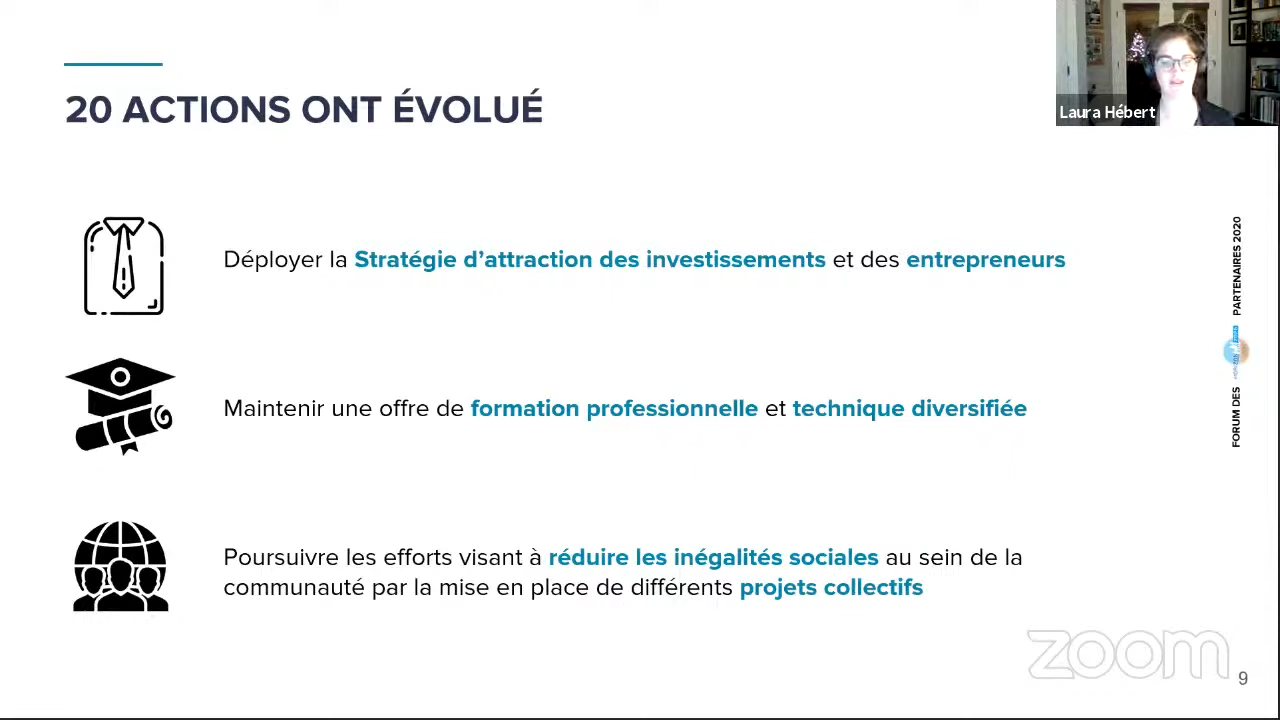 20 ACTIONS ONT ÉVOLUÉ
Laura Hébert
Déployer la Stratégie d’attraction des investissements et des entrepreneurs
Maintenir une offre de formation professionnelle et technique diversifiée
Poursuivre les efforts visant à réduire les inégalités sociales au sein de la
communauté par la mise en place de différents projets collectifs
FORUM DES
PARTENAIRES 2020
zoom
9